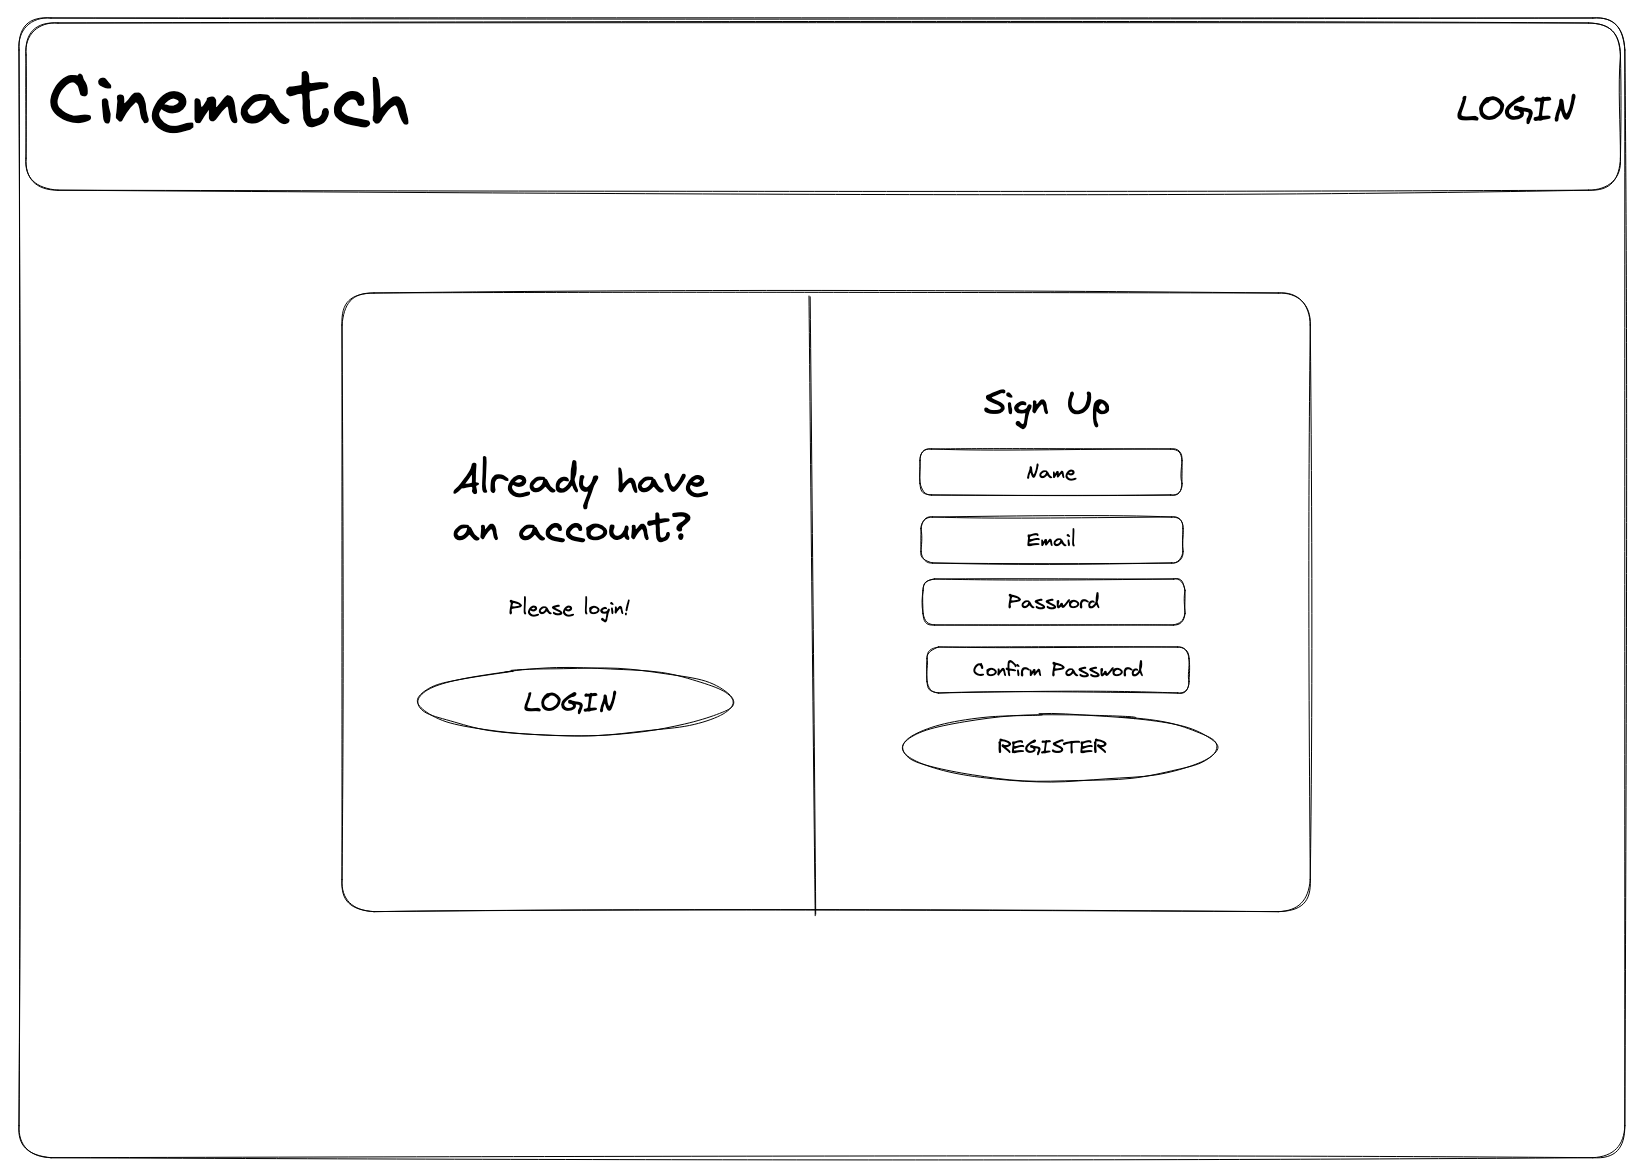 Cinematch
LOGIN
Already have
an account?
Please login!
LOGIN
Sign Up
Name
Email
Password
Confirm Password
REGISTER